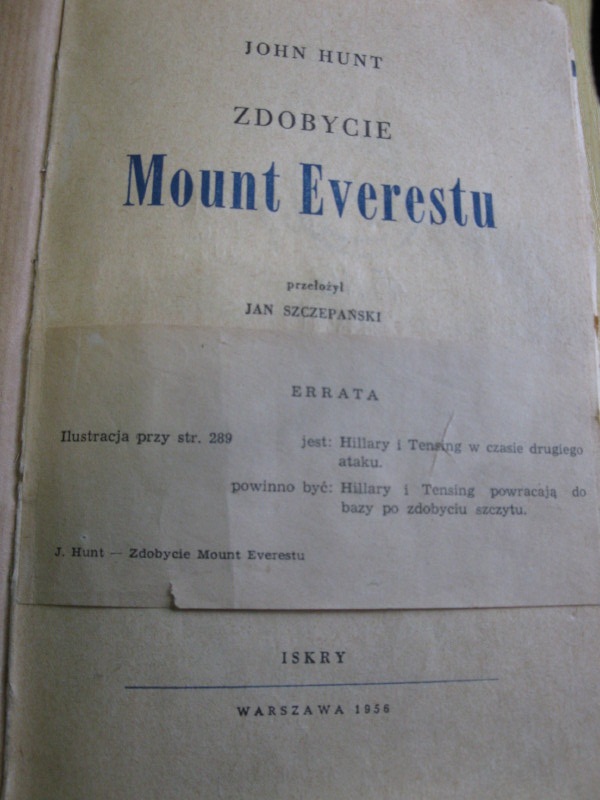 JOHN HUNT
ZDOBYCIE
Mount Everestu
przełożył
JAN SZCZEPAŃSKI
ERRATA
Ilustracja przy str. 289 jest: Hillary i Tensing w czasie drugiego
ataku.
powinno być: Hillary i Tensing powracają do
bazy po zdobyciu szczytu.
J. Hunt — Zdobycie Mount Everestu
ISKRY
WARSZAWA 1956